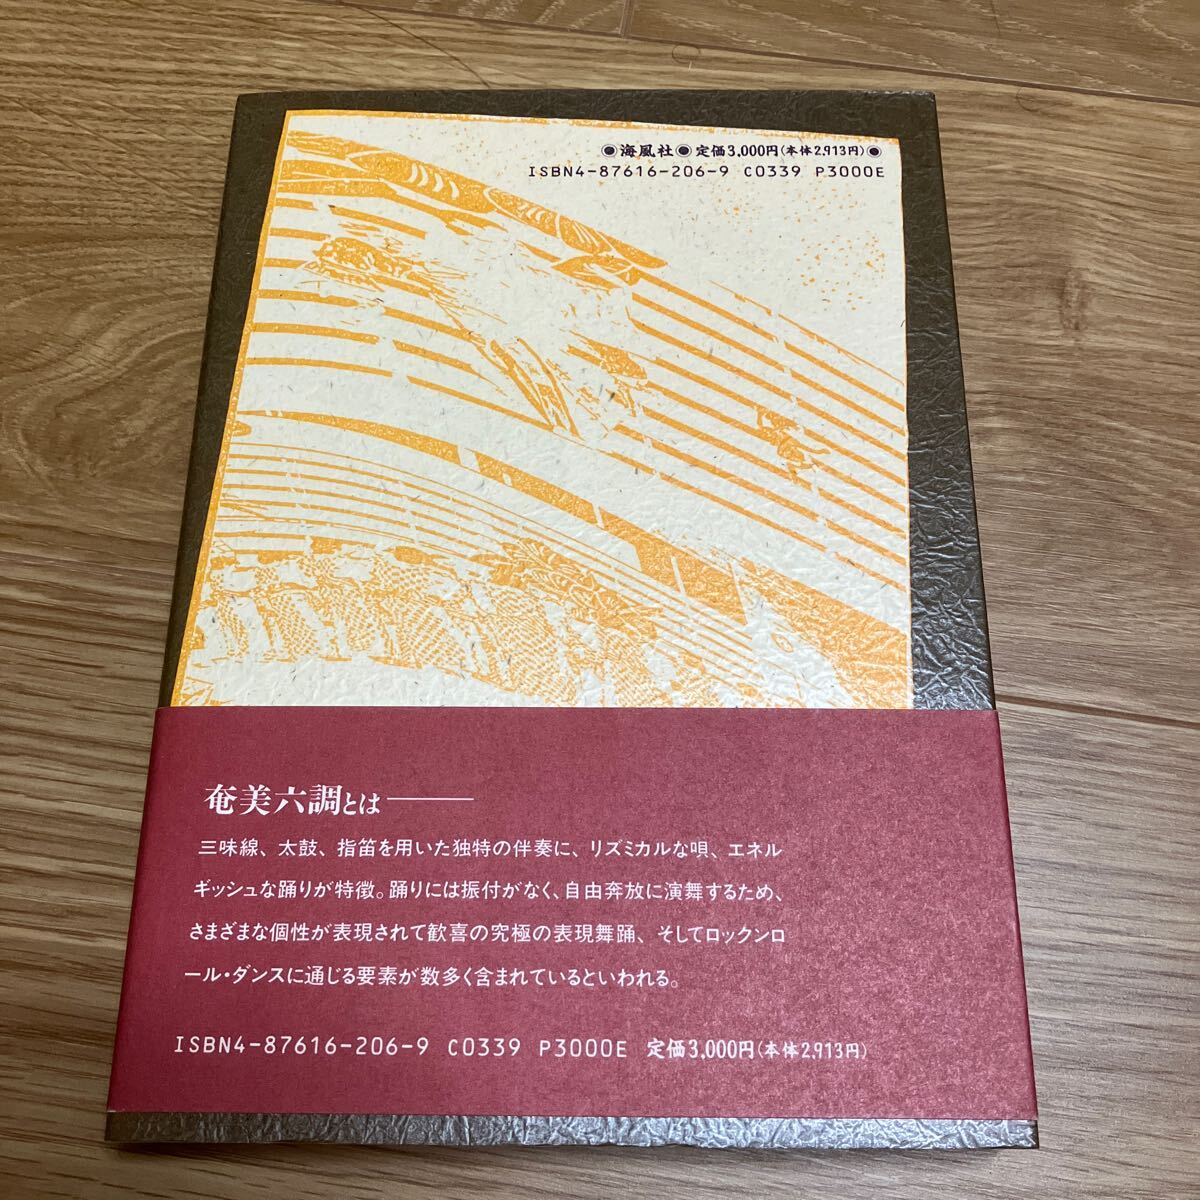 ◉海風社◉定価3,000円(本体2,913円)◉
ISBN4-87616-206-9 C0339 P3000E
奄美六調とは――
三味線、太鼓、指笛を用いた独特の伴奏に、リズミカルな唄、エネル
ギッシュな踊りが特徴。踊りには振付がなく、自由奔放に演舞するため、
さまざまな個性が表現されて歓喜の究極の表現舞踊、そしてロックンロ
ール・ダンスに通じる要素が数多く含まれているといわれる。
ISBN4-87616-206-9 C0339 P3000E 定価3,000円(本体2,913円)